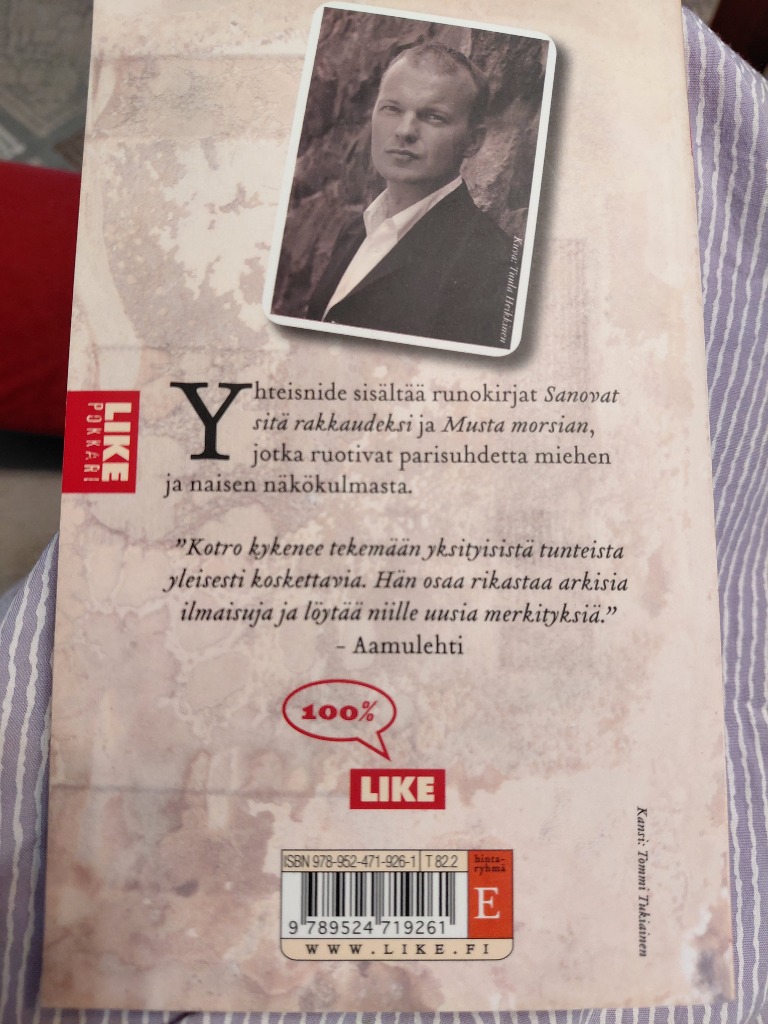 Kuva: Tuula Heikkinen
Yhteisnide sisältää runokirjat Sanovat
sitä rakkaudeksi ja Musta morsian,
jotka ruotivat parisuhdetta miehen
ja naisen näkökulmasta.
LIKE
POKKARI
"Kotro kykenee tekemään yksityisistä tunteista
yleisesti koskettavia. Hän osaa rikastaa arkisia
ilmaisuja ja löytää niille uusia merkityksiä."
- Aamulehti
100%
LIKE
Kansi: Tommi Tukiainen
ISBN 978-952-471-926-1 T 82.2
hinta-
ryhmä
E
9 789524 719261
WWW.LIKE.FI